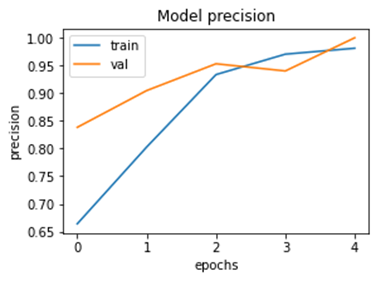 Model precision
train
val
precision
1.00
0.95
0.90
0.85
0.80
0.75
0.70
0.65
0 1 2 3 4
epochs